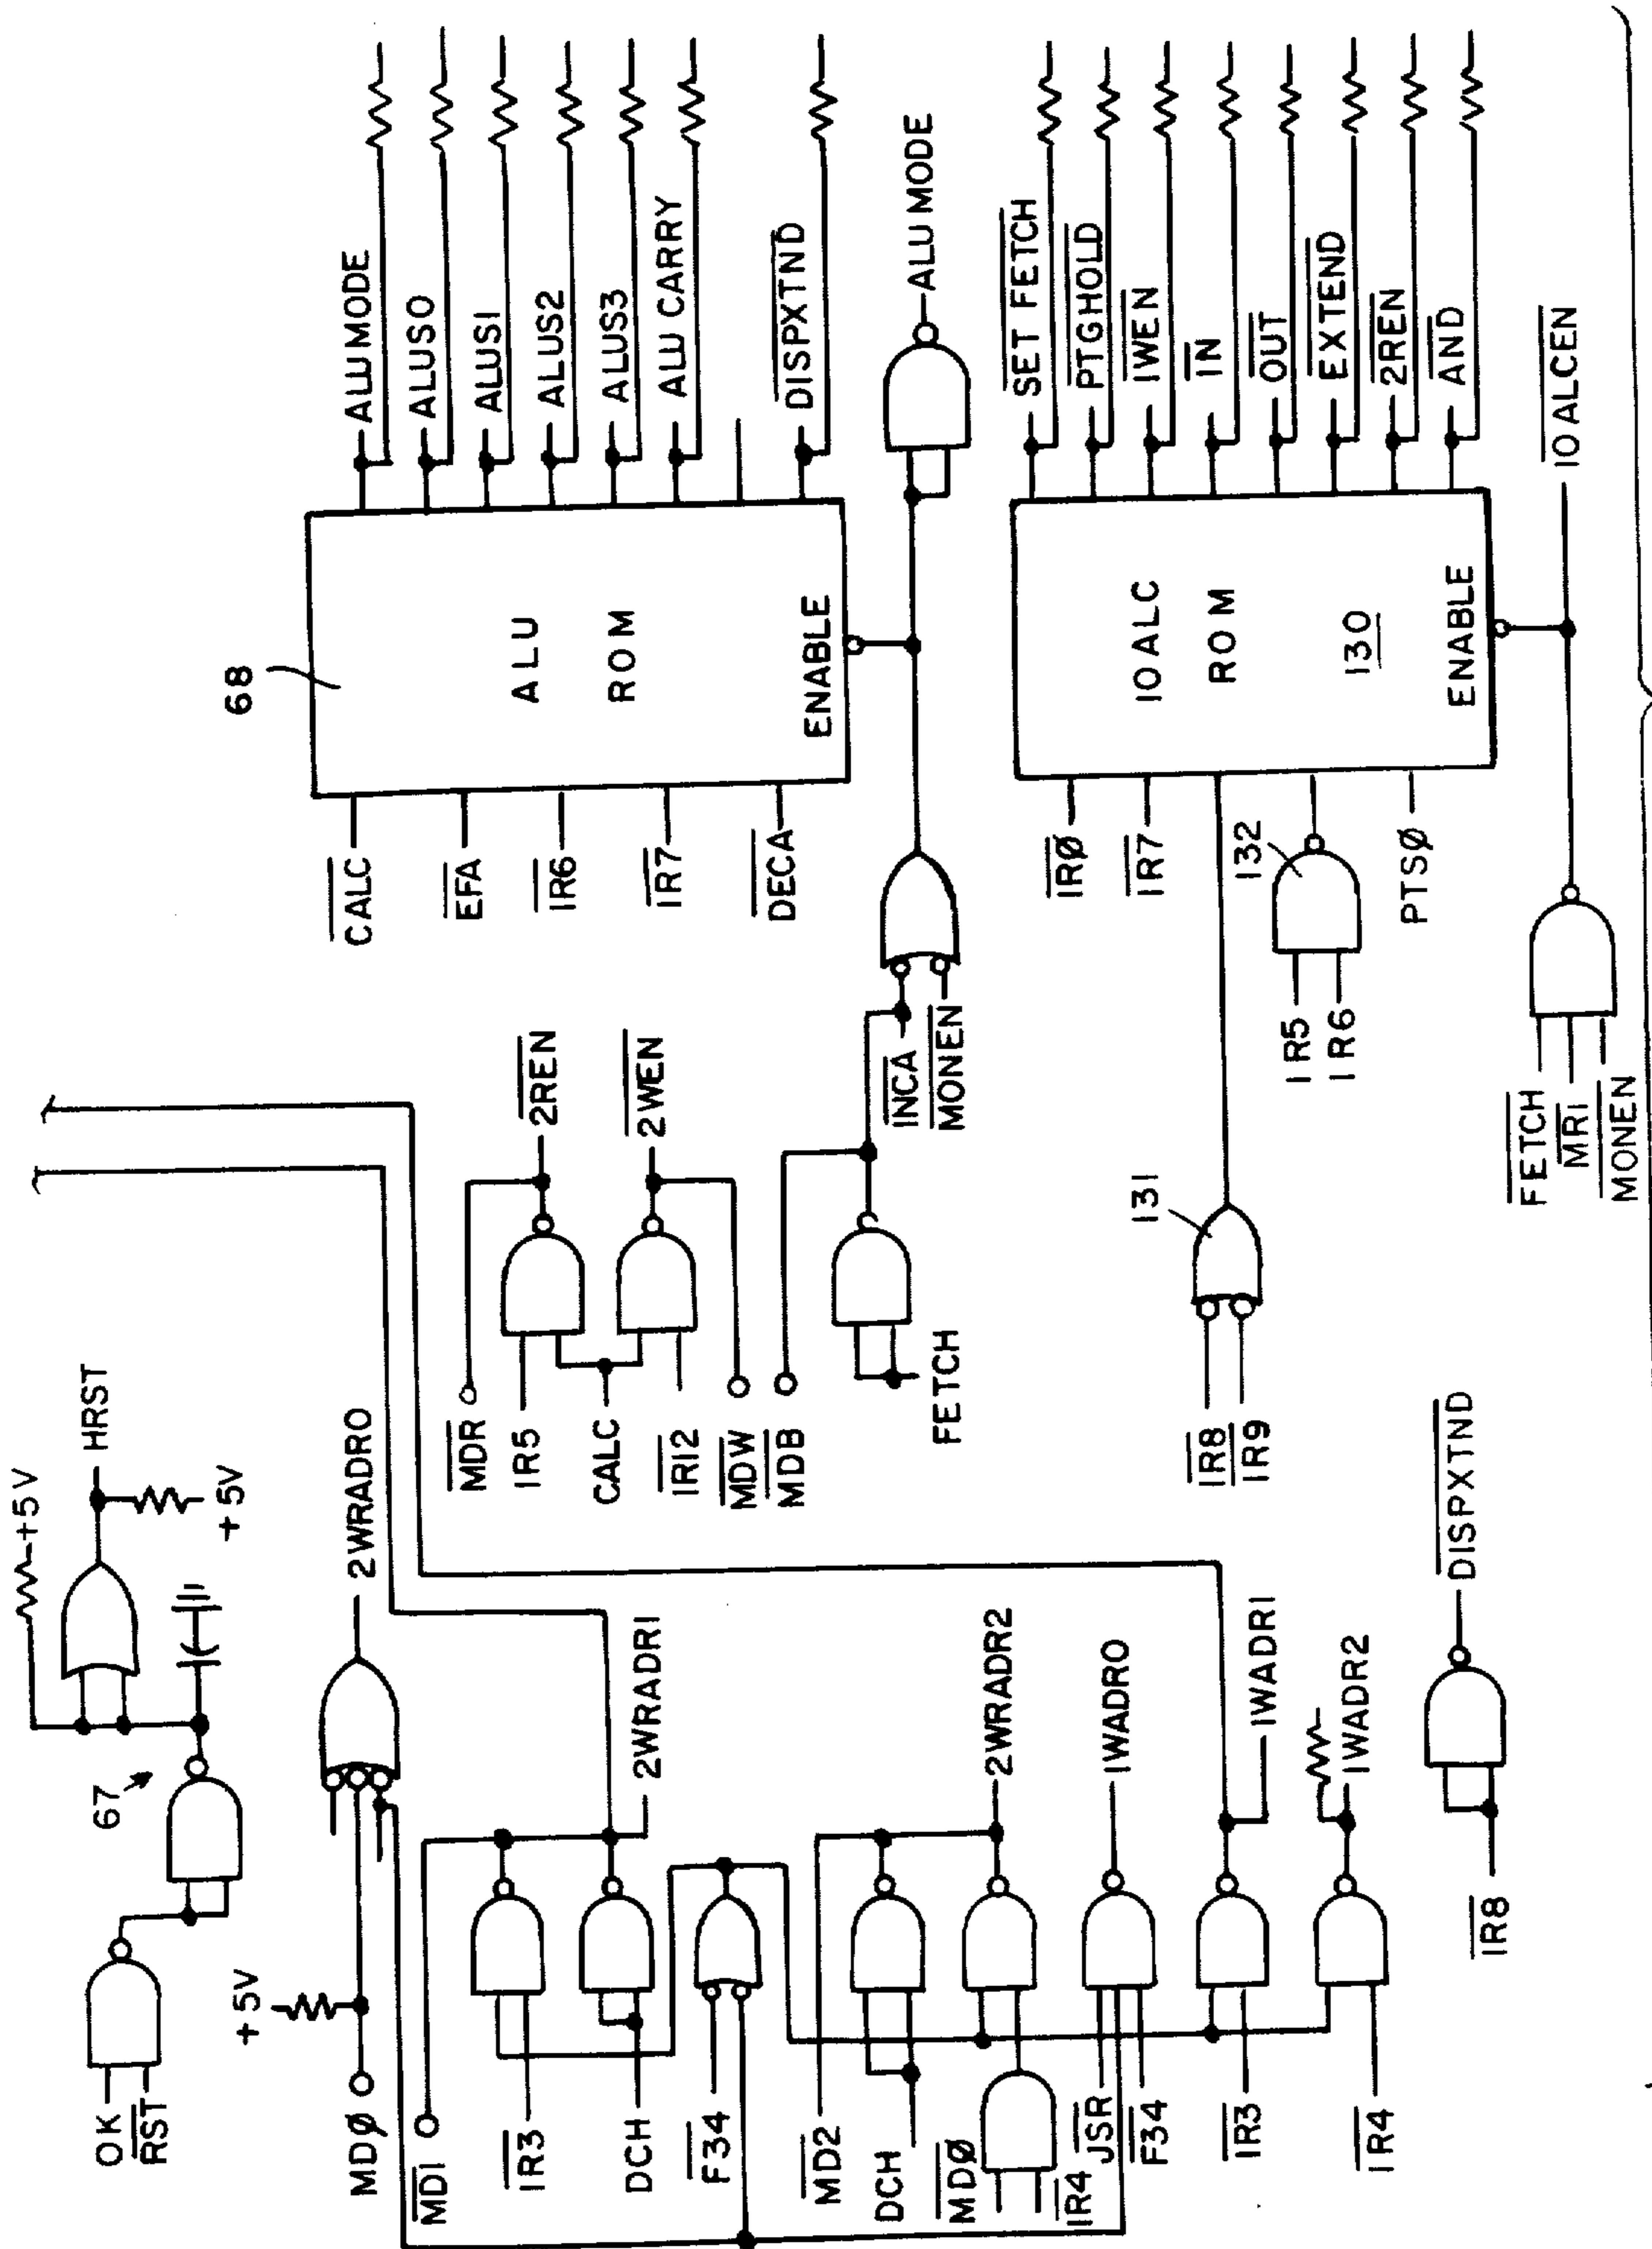 OK
RST
67
+5V
HRST
+5V
+5V
MDØ
2WRADR0
MD1
IR3
DCH
2WRADR1
F34
MD2
DCH
MDØ
IR4
2WRADR2
JSR
F34
1WADR0
IR3
1WADR1
IR4
1WADR2
IR8
DISPXTND
MDR
IR5
CALC
IR12
MDW
MDB
2REN
2WEN
FETCH
INCA
MONEN
68
CALC
EFA
IR6
IR7
DECA
ALU
ROM
ENABLE
ALU MODE
ALUS0
ALUS1
ALUS2
ALUS3
ALU CARRY
DISPXTND
ALU MODE
IR8
IR9
131
IRØ
IR7
132
IR5
IR6
PTSØ
IOALC
ROM
130
ENABLE
SET FETCH
PTGHOLD
1WEN
IN
OUT
EXTEND
2REN
AND
FETCH
MRI
MONEN
IOALCEN